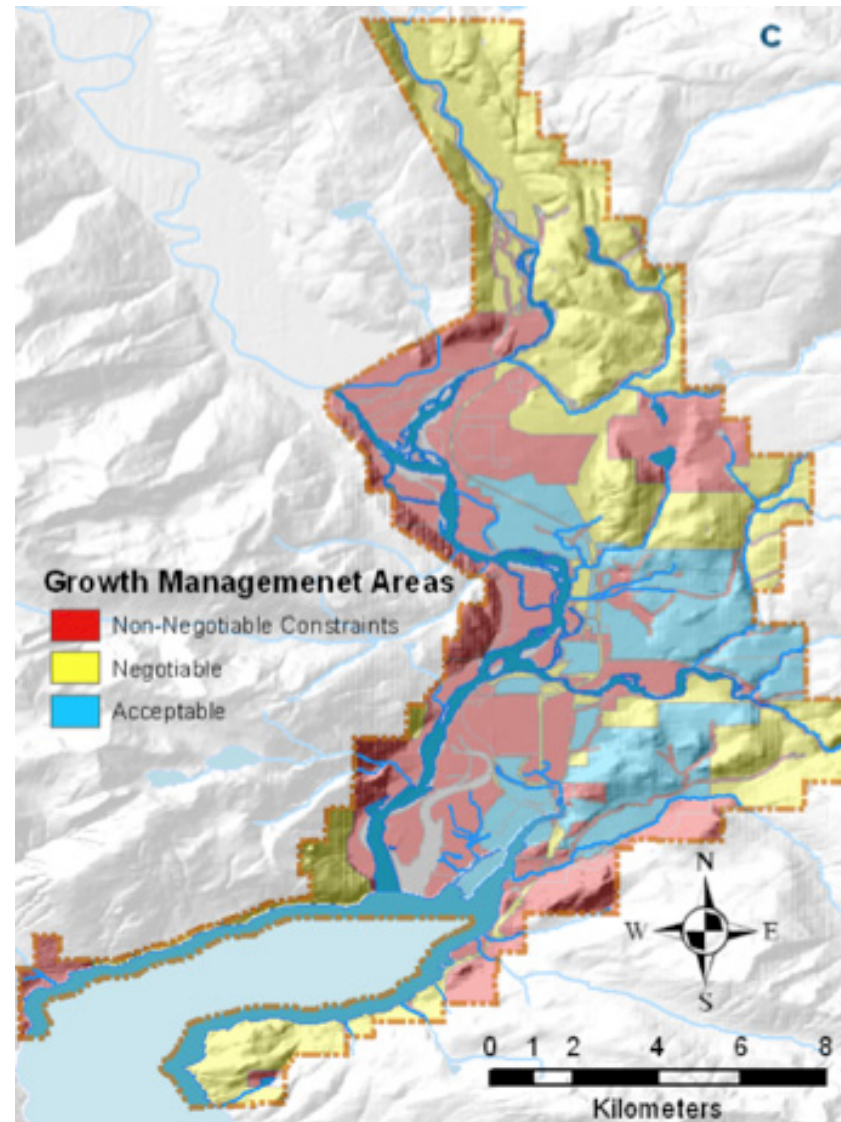 C
Growth Managemenet Areas
Non-Negotiable Constraints
Negotiable
Acceptable
N
W E
S
0 1 2 4 6 8
Kilometers